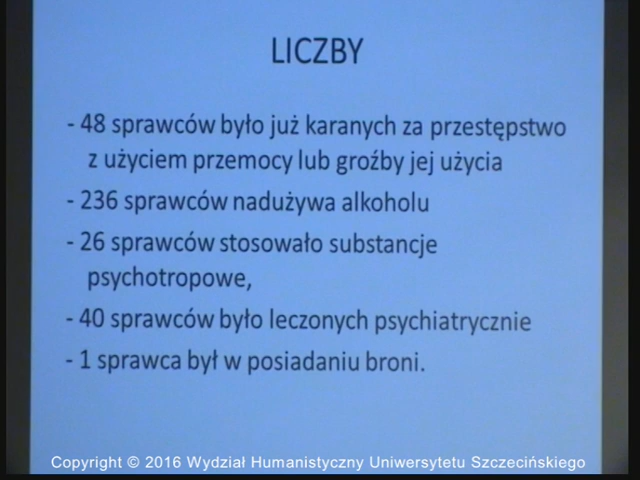 LICZBY
- 48 sprawców było już karanych za przestępstwo
z użyciem przemocy lub groźby jej użycia
- 236 sprawców nadużywa alkoholu
- 26 sprawców stosowało substancje
psychotropowe,
- 40 sprawców było leczonych psychiatrycznie
- 1 sprawca był w posiadaniu broni.
Copyright © 2016 Wydział Humanistyczny Uniwersytetu Szczecińskiego